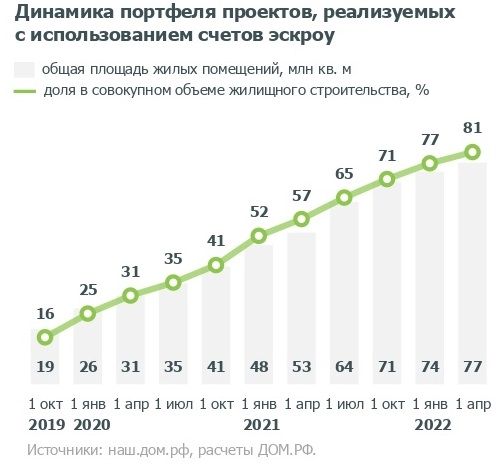 Динамика портфеля проектов, реализуемых
с использованием счетов эскроу
общая площадь жилых помещений, млн кв. м
доля в совокупном объеме жилищного строительства, %
16 25 31 35 41 52 57 65 71 77 81
19 26 31 35 41 48 53 64 71 74 77
1 окт 1 янв 1 апр 1 июл 1 окт 1 янв 1 апр 1 июл 1 окт 1 янв 1 апр
2019 2020 2021 2022
Источники: наш.дом.рф, расчеты ДОМ.РФ.